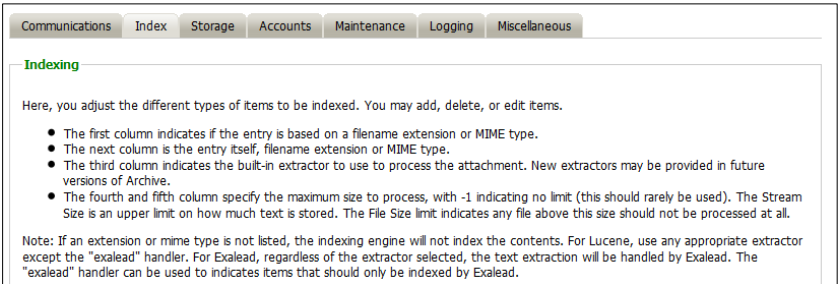 Communications Index Storage Accounts Maintenance Logging Miscellaneous
Indexing
Here, you adjust the different types of items to be indexed. You may add, delete, or edit items.
● The first column indicates if the entry is based on a filename extension or MIME type.
● The next column is the entry itself, filename extension or MIME type.
● The third column indicates the built-in extractor to use to process the attachment. New extractors may be provided in future
versions of Archive.
● The fourth and fifth column specify the maximum size to process, with -1 indicating no limit (this should rarely be used). The Stream
Size is an upper limit on how much text is stored. The File Size limit indicates any file above this size should not be processed at all.
Note: If an extension or mime type is not listed, the indexing engine will not index the contents. For Lucene, use any appropriate extractor
except the "exalead" handler. For Exalead, regardless of the extractor selected, the text extraction will be handled by Exalead. The
"exalead" handler can be used to indicates items that should only be indexed by Exalead.